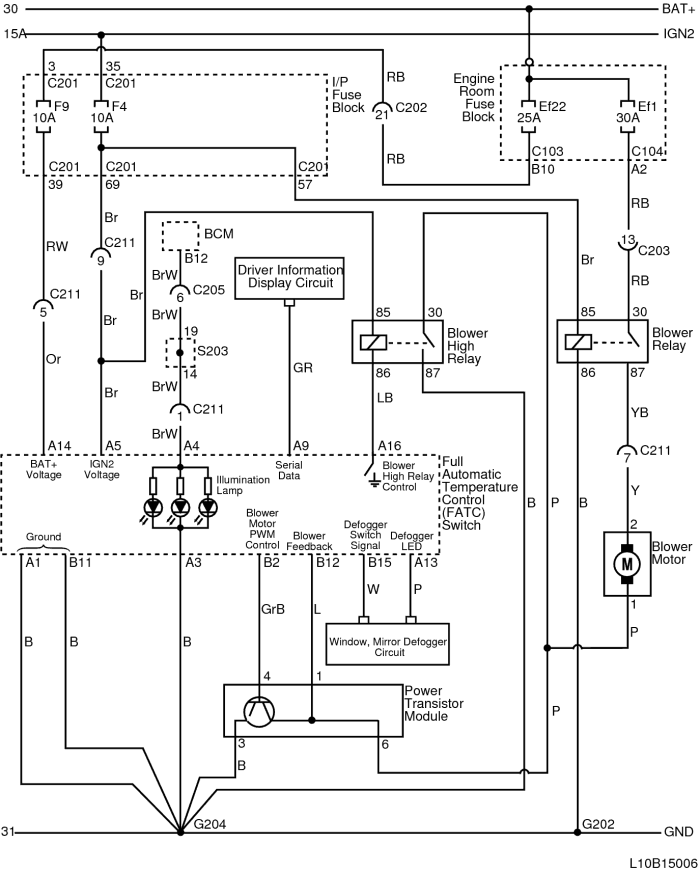 30
BAT+
15A
IGN2
3
35
C201
C201
I/P
Fuse
Block
F9
10A
F4
10A
C201
C201
C201
39
69
57
RB
21
C202
RB
Engine
Room
Fuse
Block
Ef22
25A
Ef1
30A
C103
C104
B10
A2
RB
13
C203
RB
Br
RW
C211
9
Br
Br
BCM
B12
BrW
C205
6
BrW
19
S203
14
BrW
C211
1
BrW
C211
5
Or
Br
Driver Information
Display Circuit
GR
85
30
Blower
High
Relay
86
87
LB
Br
85
30
Blower
Relay
86
87
YB
C211
7
Y
A14
A5
A4
A9
A16
BAT+
Voltage
IGN2
Voltage
Serial
Data
Blower
High Relay
Control
Illumination
Lamp
Full
Automatic
Temperature
Control
(FATC)
Switch
Ground
Blower
Motor
PWM
Control
Blower
Feedback
Defogger
Switch
Signal
Defogger
LED
A1
B11
A3
B2
B12
B15
A13
B
P
B
2
Blower
Motor
M
1
P
B
B
B
GrB
L
W
P
Window, Mirror Defogger
Circuit
4
1
Power
Transistor
Module
3
6
B
P
31
G204
G202
GND
L10B15006